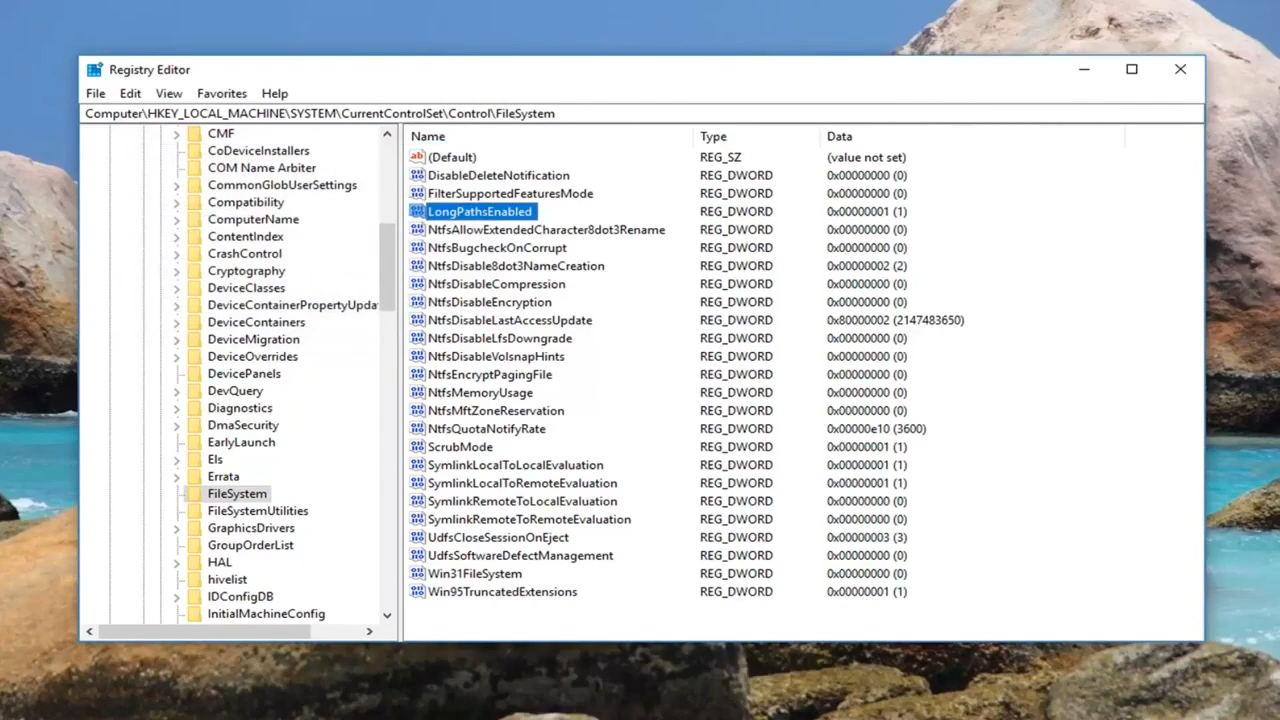 Registry Editor
File Edit View Favorites Help
Computer\HKEY_LOCAL_MACHINE\SYSTEM\CurrentControlSet\Control\FileSystem
CMF
CoDeviceInstallers
COM Name Arbiter
CommonGlobUserSettings
Compatibility
ComputerName
ContentIndex
CrashControl
Cryptography
DeviceClasses
DeviceContainerPropertyUpda
DeviceContainers
DeviceMigration
DeviceOverrides
DevicePanels
DevQuery
Diagnostics
DmaSecurity
EarlyLaunch
Els
Errata
FileSystem
FileSystemUtilities
GraphicsDrivers
GroupOrderList
HAL
hivelist
IDConfigDB
InitialMachineConfig
Name Type Data
ab (Default) REG_SZ (value not set)
DisableDeleteNotification REG_DWORD 0x00000000 (0)
FilterSupportedFeaturesMode REG_DWORD 0x00000000 (0)
LongPathsEnabled REG_DWORD 0x00000001 (1)
NtfsAllowExtendedCharacter8dot3Rename REG_DWORD 0x00000000 (0)
NtfsBugcheckOnCorrupt REG_DWORD 0x00000000 (0)
NtfsDisable8dot3NameCreation REG_DWORD 0x00000002 (2)
NtfsDisableCompression REG_DWORD 0x00000000 (0)
NtfsDisableEncryption REG_DWORD 0x00000000 (0)
NtfsDisableLastAccessUpdate REG_DWORD 0x80000002 (2147483650)
NtfsDisableLfsDowngrade REG_DWORD 0x00000000 (0)
NtfsDisableVolsnapHints REG_DWORD 0x00000000 (0)
NtfsEncryptPagingFile REG_DWORD 0x00000000 (0)
NtfsMemoryUsage REG_DWORD 0x00000000 (0)
NtfsMftZoneReservation REG_DWORD 0x00000000 (0)
NtfsQuotaNotifyRate REG_DWORD 0x00000e10 (3600)
ScrubMode REG_DWORD 0x00000001 (1)
SymlinkLocalToLocalEvaluation REG_DWORD 0x00000001 (1)
SymlinkLocalToRemoteEvaluation REG_DWORD 0x00000001 (1)
SymlinkRemoteToLocalEvaluation REG_DWORD 0x00000000 (0)
SymlinkRemoteToRemoteEvaluation REG_DWORD 0x00000000 (0)
UdfsCloseSessionOnEject REG_DWORD 0x00000003 (3)
UdfsSoftwareDefectManagement REG_DWORD 0x00000000 (0)
Win31FileSystem REG_DWORD 0x00000000 (0)
Win95TruncatedExtensions REG_DWORD 0x00000001 (1)